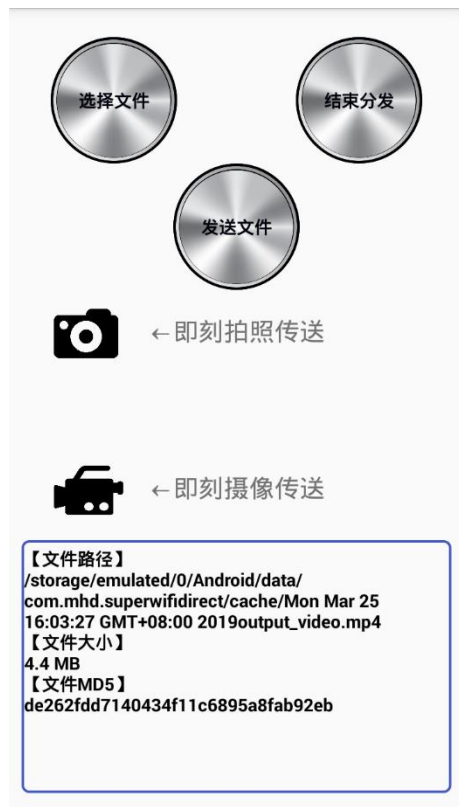 选择文件
结束分发
发送文件
←即刻拍照传送
←即刻摄像传送
【文件路径】
/storage/emulated/0/Android/data/
com.mhd.superwifidirect/cache/Mon Mar 25
16:03:27 GMT+08:00 2019output_video.mp4
【文件大小】
4.4 MB
【文件MD5】
de262fdd7140434f11c6895a8fab92eb